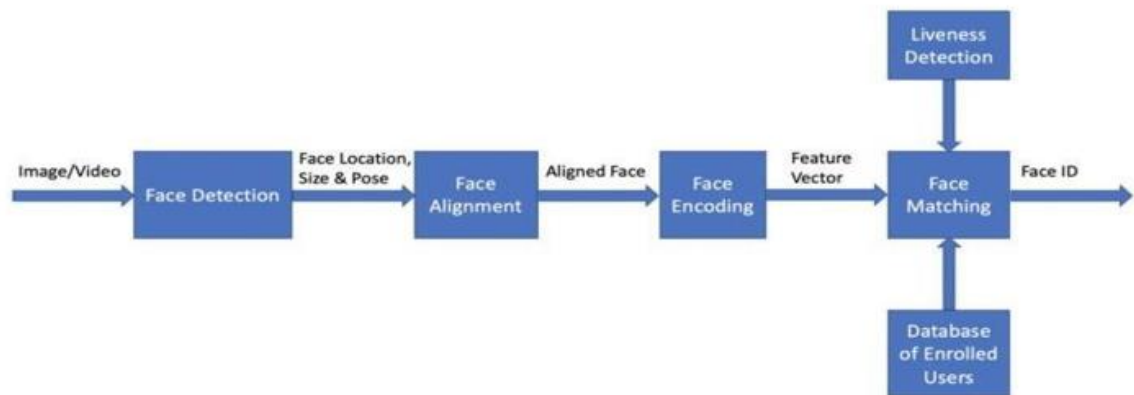 Liveness
Detection
Image/Video
Face Detection
Face Location,
Size & Pose
Face
Alignment
Aligned Face
Face
Encoding
Feature
Vector
Face
Matching
Face ID
Database
of Enrolled
Users